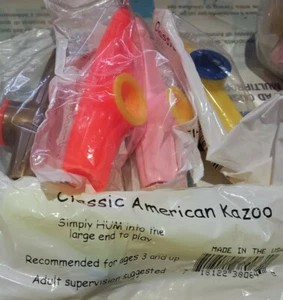 Classic American Kazoo
Simply HUM into the
large end to play.
MADE IN THE USA
Recommended for ages 3 and up
Adult supervision suggested